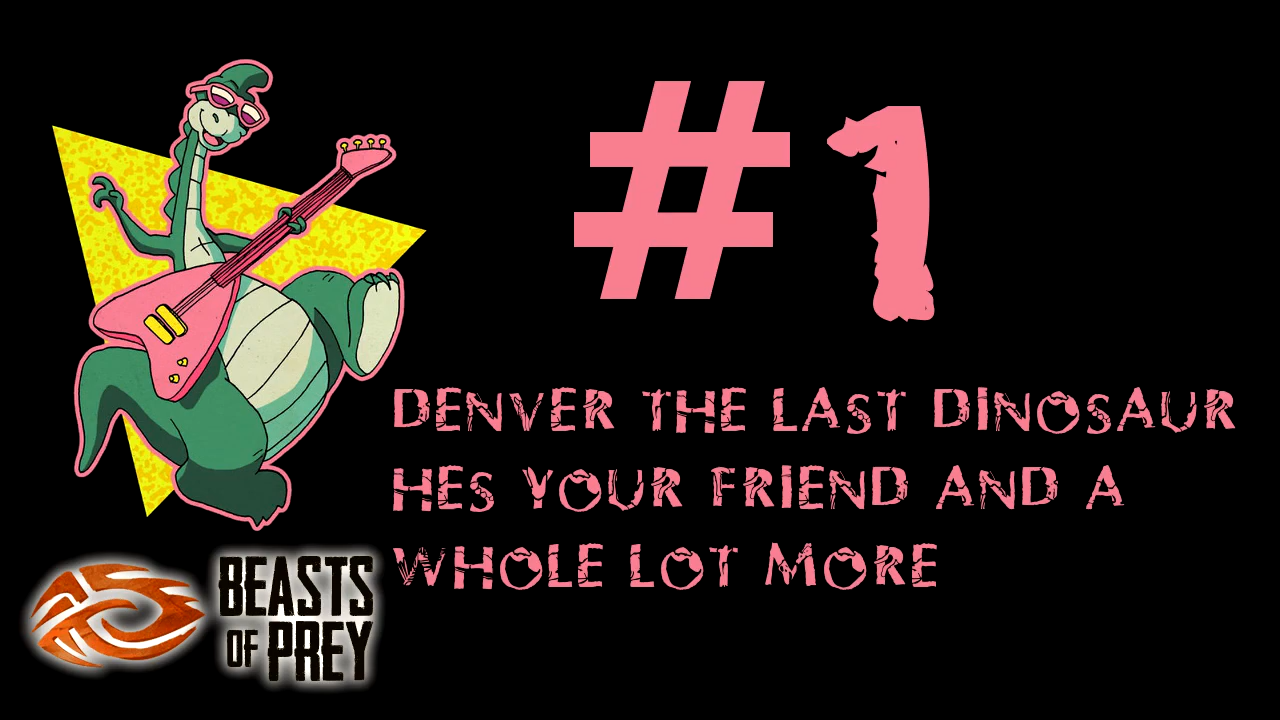 #1
DENVER THE LAST DINOSAUR
HES YOUR FRIEND AND A
WHOLE LOT MORE
BEASTS
OF PREY